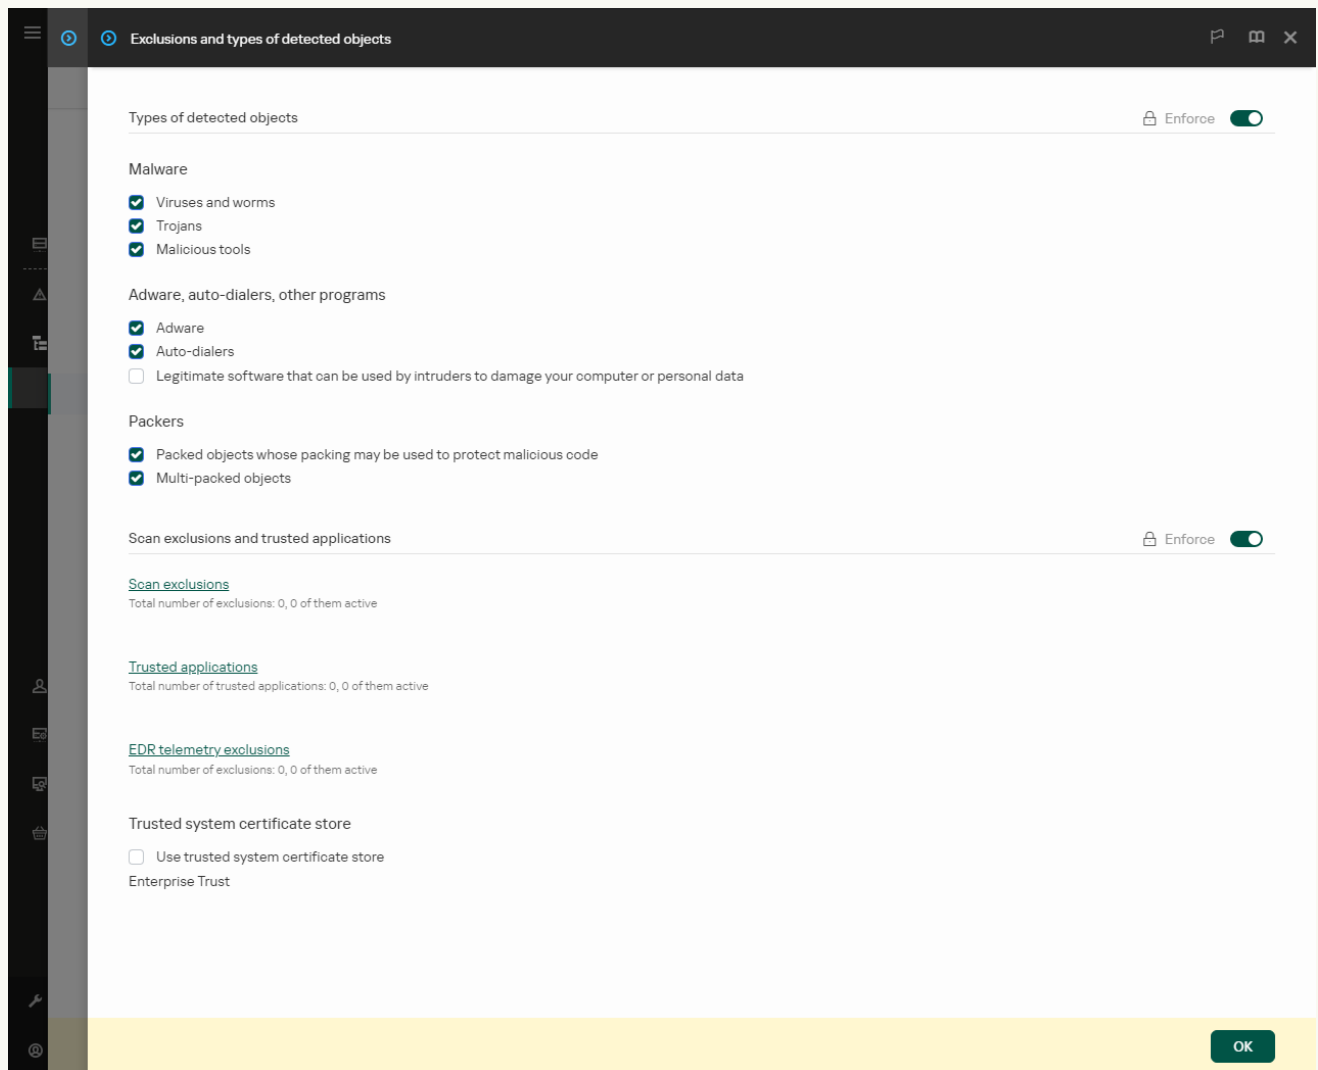 Exclusions and types of detected objects
Types of detected objects
Enforce
Malware
Viruses and worms
Trojans
Malicious tools
Adware, auto-dialers, other programs
Adware
Auto-dialers
Legitimate software that can be used by intruders to damage your computer or personal data
Packers
Packed objects whose packing may be used to protect malicious code
Multi-packed objects
Scan exclusions and trusted applications
Enforce
Scan exclusions
Total number of exclusions: 0, 0 of them active
Trusted applications
Total number of trusted applications: 0, 0 of them active
EDR telemetry exclusions
Total number of exclusions: 0, 0 of them active
Trusted system certificate store
Use trusted system certificate store
Enterprise Trust
OK